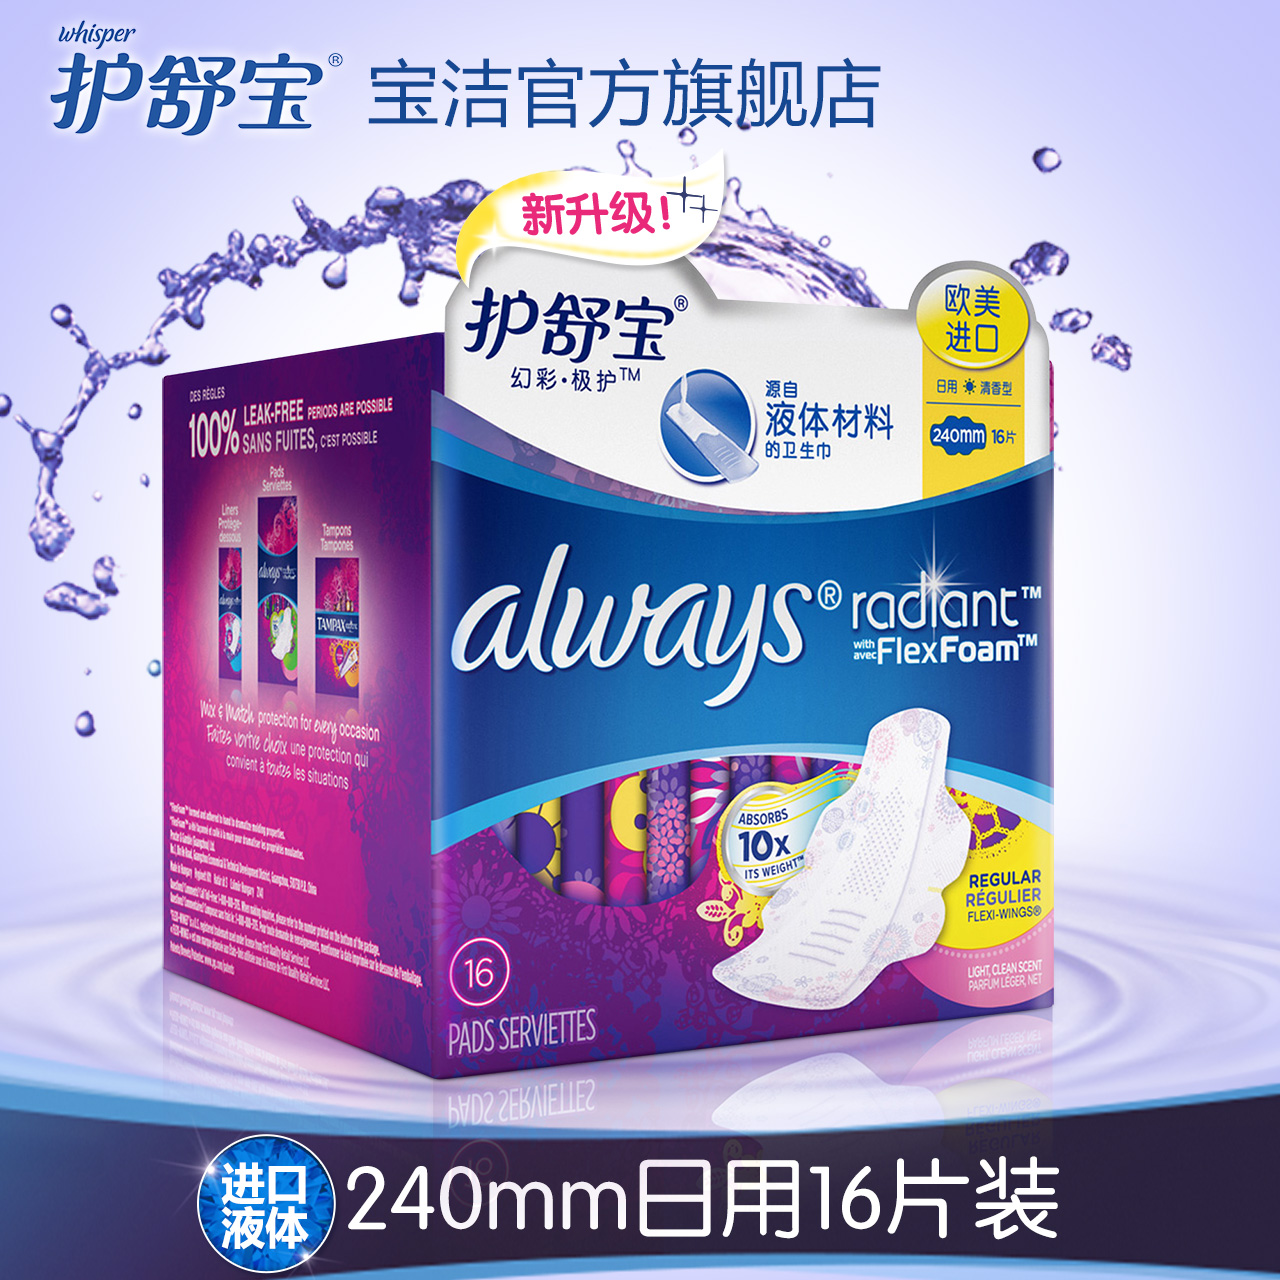 whisper
护舒宝® 宝洁官方旗舰店
新升级!
护舒宝®
幻彩·极护™
源自
液体材料
的卫生巾
欧美
进口
日用 清香型
240mm 16片
DES RÈGLES
100% LEAK-FREE PERIODS ARE POSSIBLE
SANS FUITES, C'EST POSSIBLE
Pads
Serviettes
Liners
Protège-
dessous
Tampons
Tampones
always
TAMPAX
Mix & Match protection for every occasion
Faites vortre choix une protection qui
convient à toutes les situations
always® radiant™
with
avec FlexFoam™
ABSORBS
10x
ITS WEIGHT™
REGULAR
RÉGULIER
FLEXI-WINGS®
LIGHT, CLEAN SCENT
PARFUM LÉGER, NET
16
PADS SERVIETTES
进口
液体
240mm日用16片装